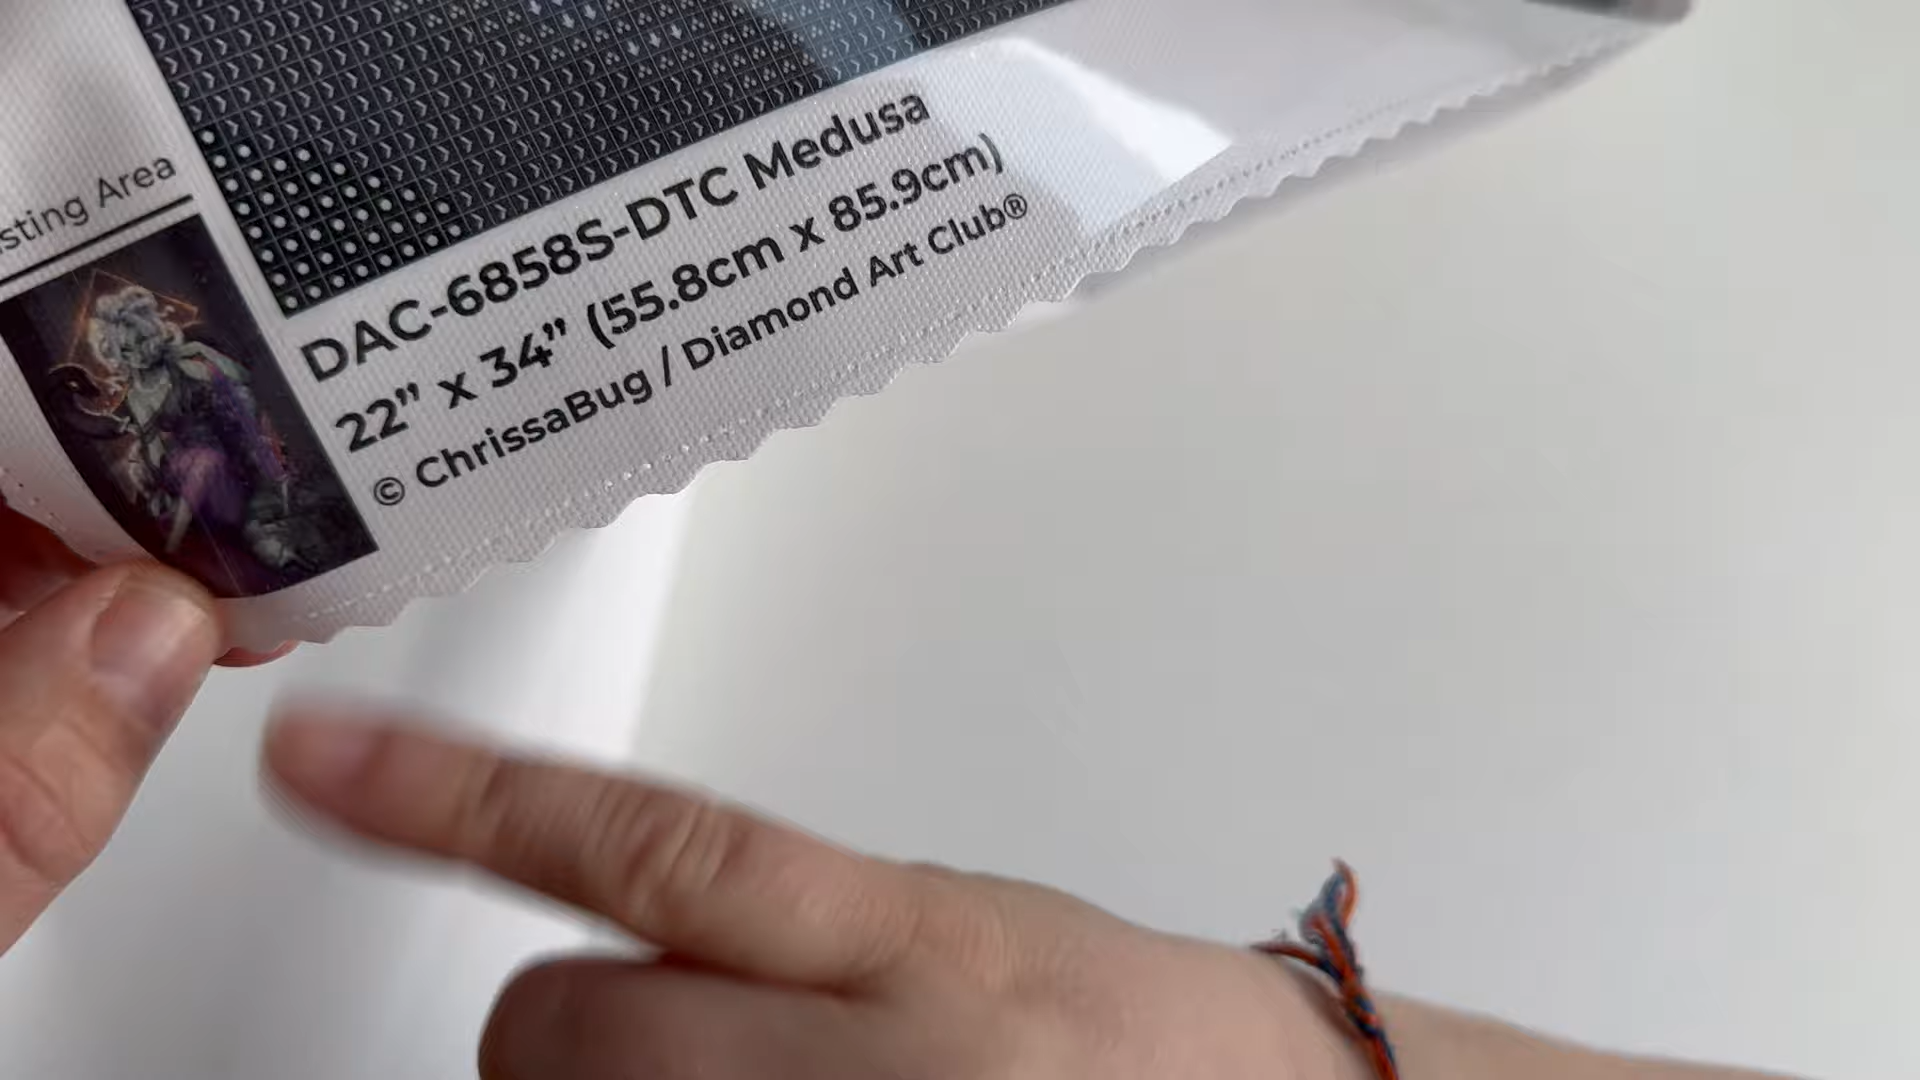 sting Area
DAC-6858S-DTC Medusa
22” x 34” (55.8cm x 85.9cm)
© ChrissaBug / Diamond Art Club®